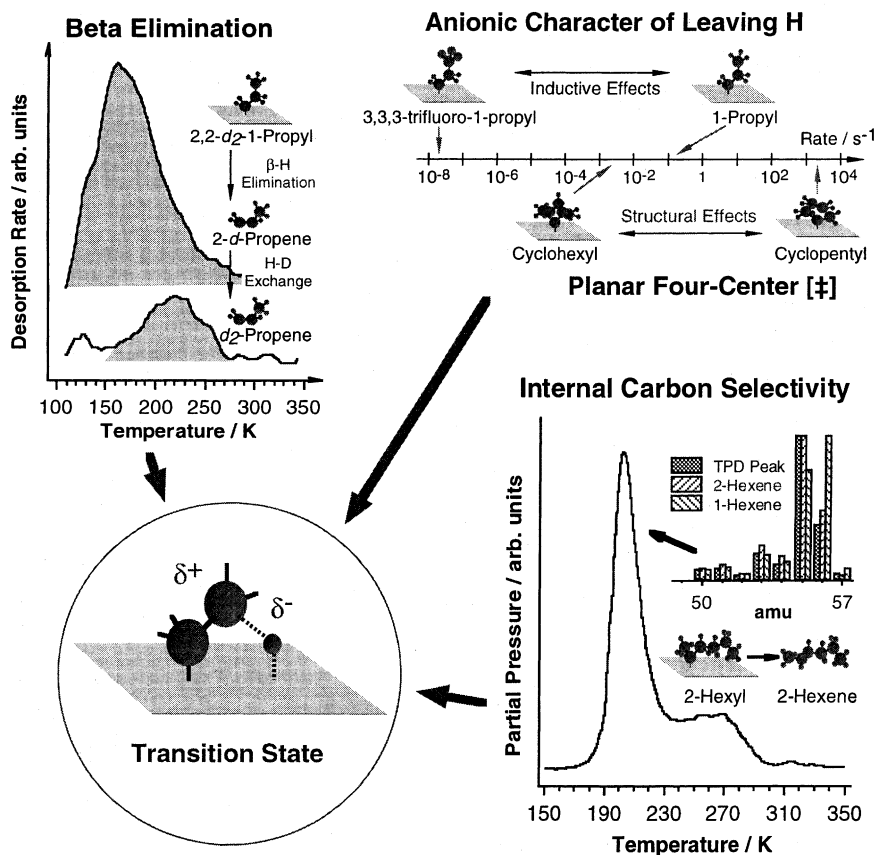 Beta Elimination
Desorption Rate / arb. units
2,2-d2-1-Propyl
β-H
Elimination
2-d-Propene
H-D
Exchange
d2-Propene
100 150 200 250 300 350
Temperature / K
Anionic Character of Leaving H
Inductive Effects
3,3,3-trifluoro-1-propyl
1-Propyl
Rate / s-1
10-8 10-6 10-4 10-2 1 102 104
Structural Effects
Cyclohexyl
Cyclopentyl
Planar Four-Center [‡]
Internal Carbon Selectivity
Partial Pressure / arb. units
TPD Peak
2-Hexene
1-Hexene
50 57
amu
2-Hexyl
2-Hexene
150 190 230 270 310 350
Temperature / K
δ+
δ-
Transition State